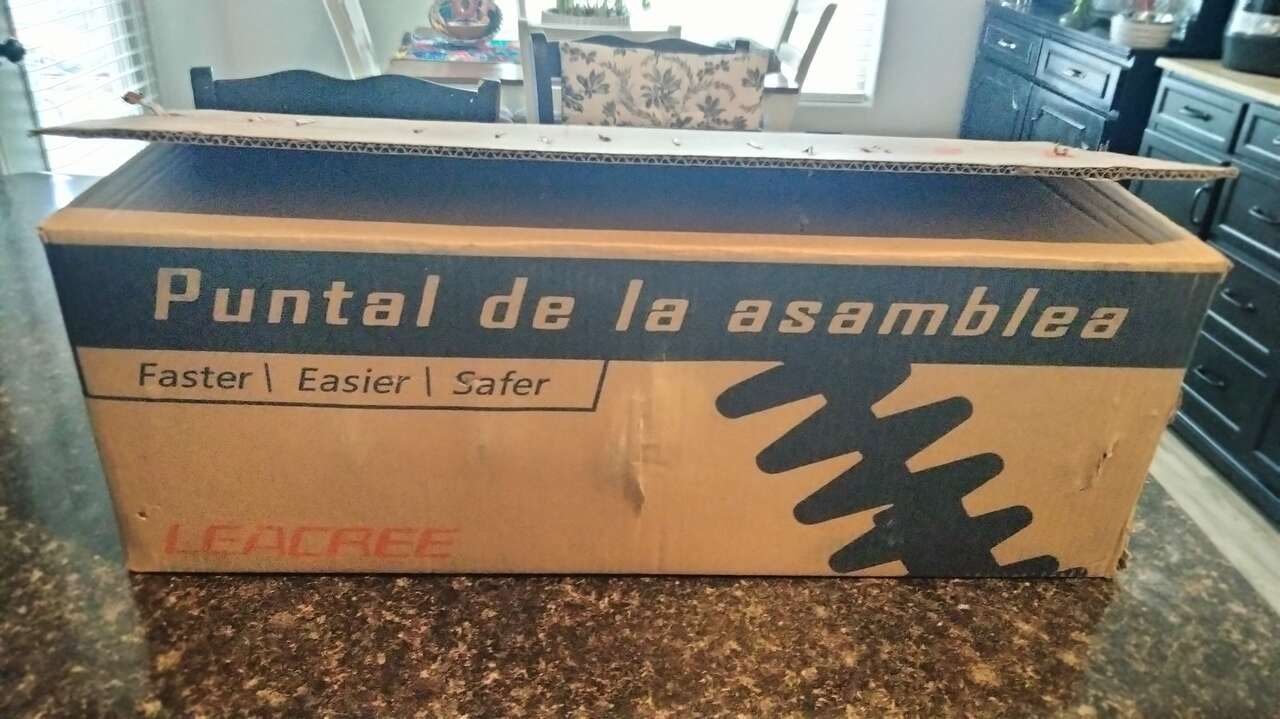 Puntal de la asamblea
Faster \ Easier \ Safer
LEACREE